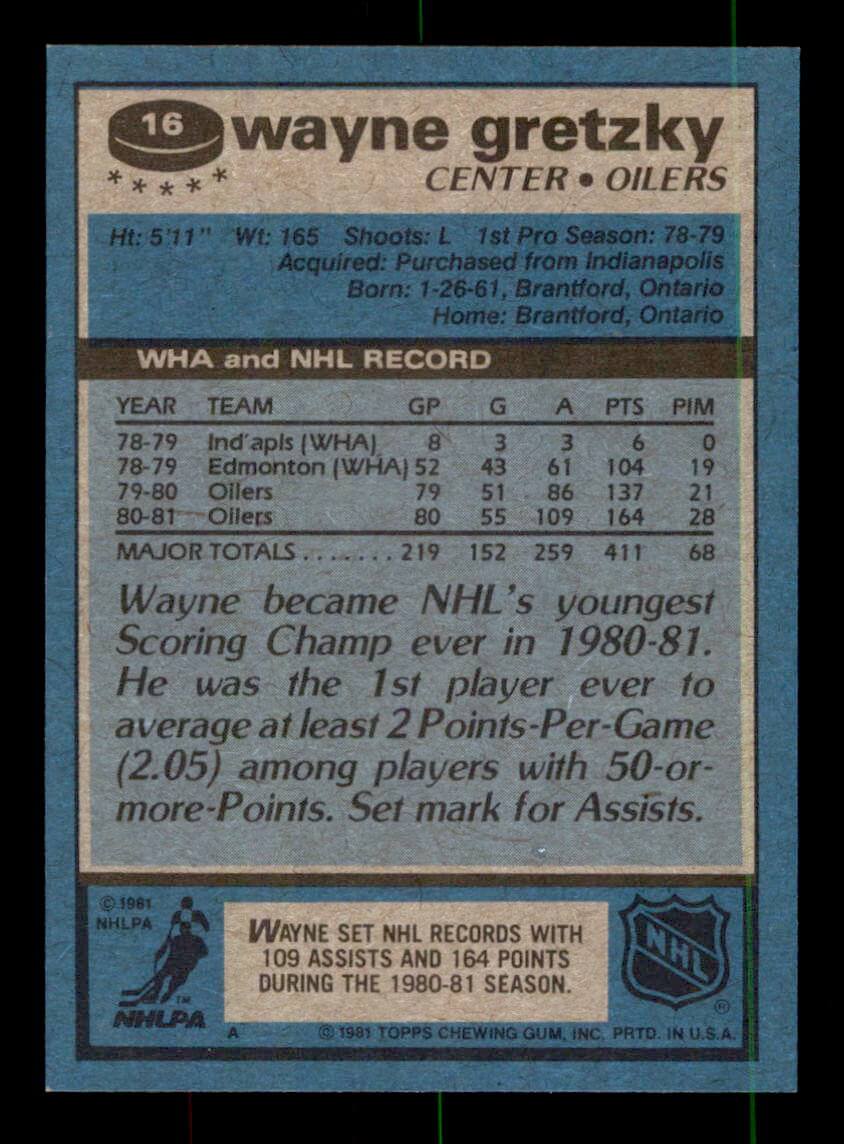 16 wayne gretzky
CENTER • OILERS
Ht: 5'11" Wt: 165 Shoots: L 1st Pro Season: 78-79
Acquired: Purchased from Indianapolis
Born: 1-26-61, Brantford, Ontario
Home: Brantford, Ontario
WHA and NHL RECORD
YEAR TEAM GP G A PTS PIM
78-79 Ind'apls (WHA) 8 3 3 6 0
78-79 Edmonton (WHA) 52 43 61 104 19
79-80 Oilers 79 51 86 137 21
80-81 Oilers 80 55 109 164 28
MAJOR TOTALS ........ 219 152 259 411 68
Wayne became NHL's youngest
Scoring Champ ever in 1980-81.
He was the 1st player ever to
average at least 2 Points-Per-Game
(2.05) among players with 50-or-
more-Points. Set mark for Assists.
© 1981
NHLPA
WAYNE SET NHL RECORDS WITH
109 ASSISTS AND 164 POINTS
DURING THE 1980-81 SEASON.
NHL
®
TM
NHLPA
A © 1981 TOPPS CHEWING GUM, INC. PRTD. IN U.S.A.